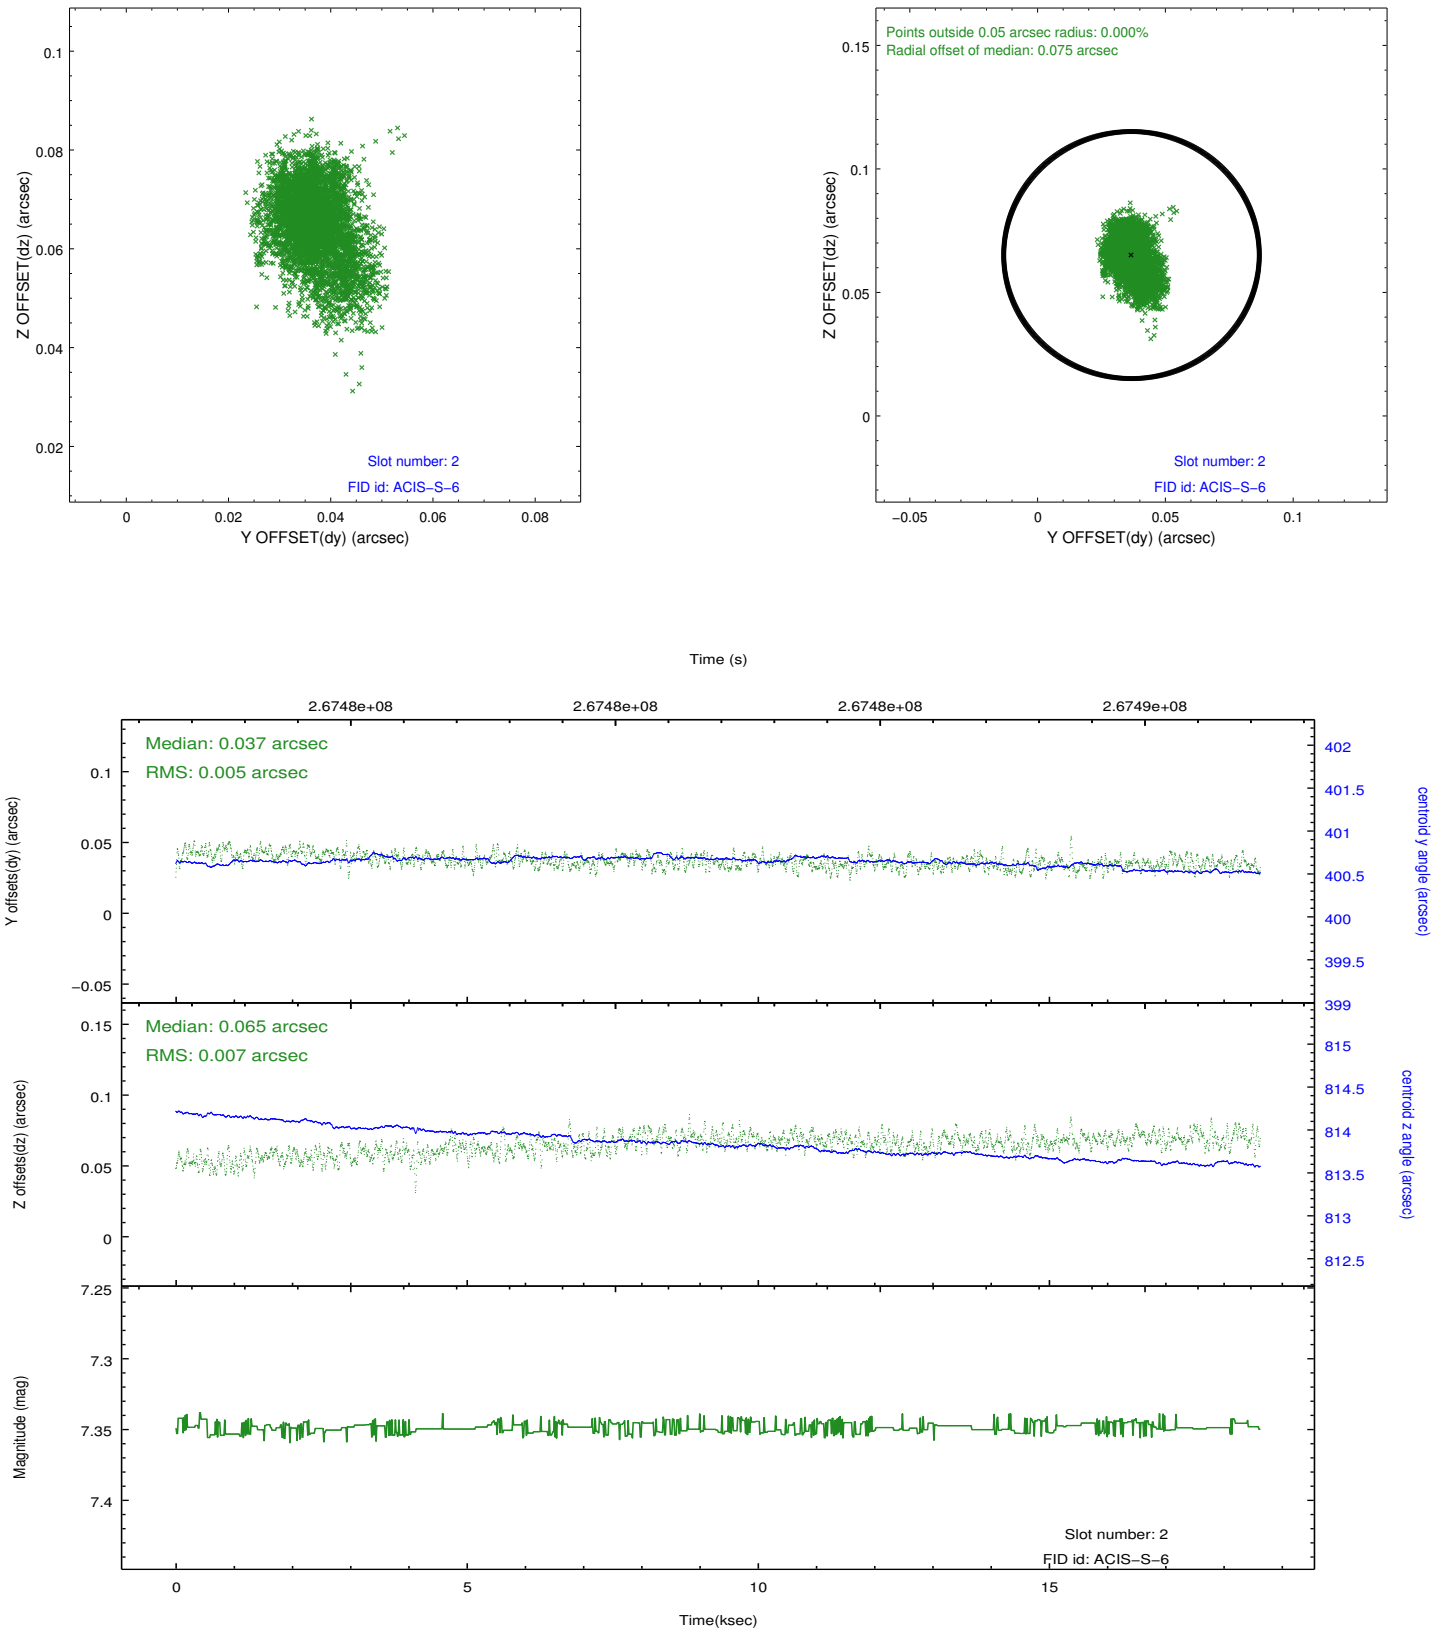 0.1
0.08
0.06
0.04
0.02
Z OFFSET(dz) (arcsec)
Slot number: 2
FID id: ACIS−S−6
0
0.02
0.04
0.06
0.08
Y OFFSET(dy) (arcsec)
Points outside 0.05 arcsec radius: 0.000%
Radial offset of median: 0.075 arcsec
0.15
0.1
0.05
0
Z OFFSET(dz) (arcsec)
Slot number: 2
FID id: ACIS−S−6
−0.05
0
0.05
0.1
Y OFFSET(dy) (arcsec)
Time (s)
2.6748e+08
2.6748e+08
2.6748e+08
2.6749e+08
Median: 0.037 arcsec
RMS: 0.005 arcsec
0.1
0.05
0
−0.05
Y offsets(dy) (arcsec)
402
401.5
401
400.5
400
399.5
399
centroid y angle (arcsec)
Median: 0.065 arcsec
RMS: 0.007 arcsec
0.15
0.1
0.05
0
Z offsets(dz) (arcsec)
815
814.5
814
813.5
813
812.5
centroid z angle (arcsec)
7.25
7.3
7.35
7.4
Magnitude (mag)
Slot number: 2
FID id: ACIS−S−6
0
5
10
15
Time(ksec)